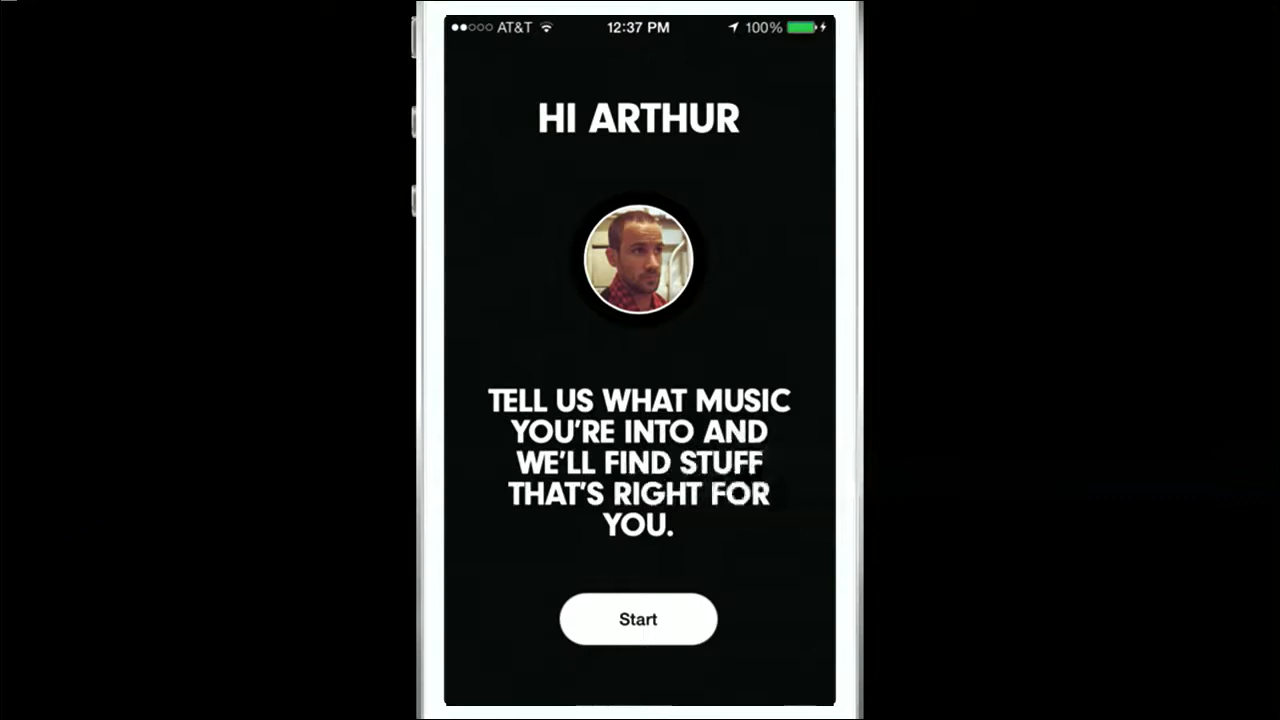 AT&T 12:37 PM 100%
HI ARTHUR
TELL US WHAT MUSIC
YOU'RE INTO AND
WE'LL FIND STUFF
THAT'S RIGHT FOR
YOU.
Start